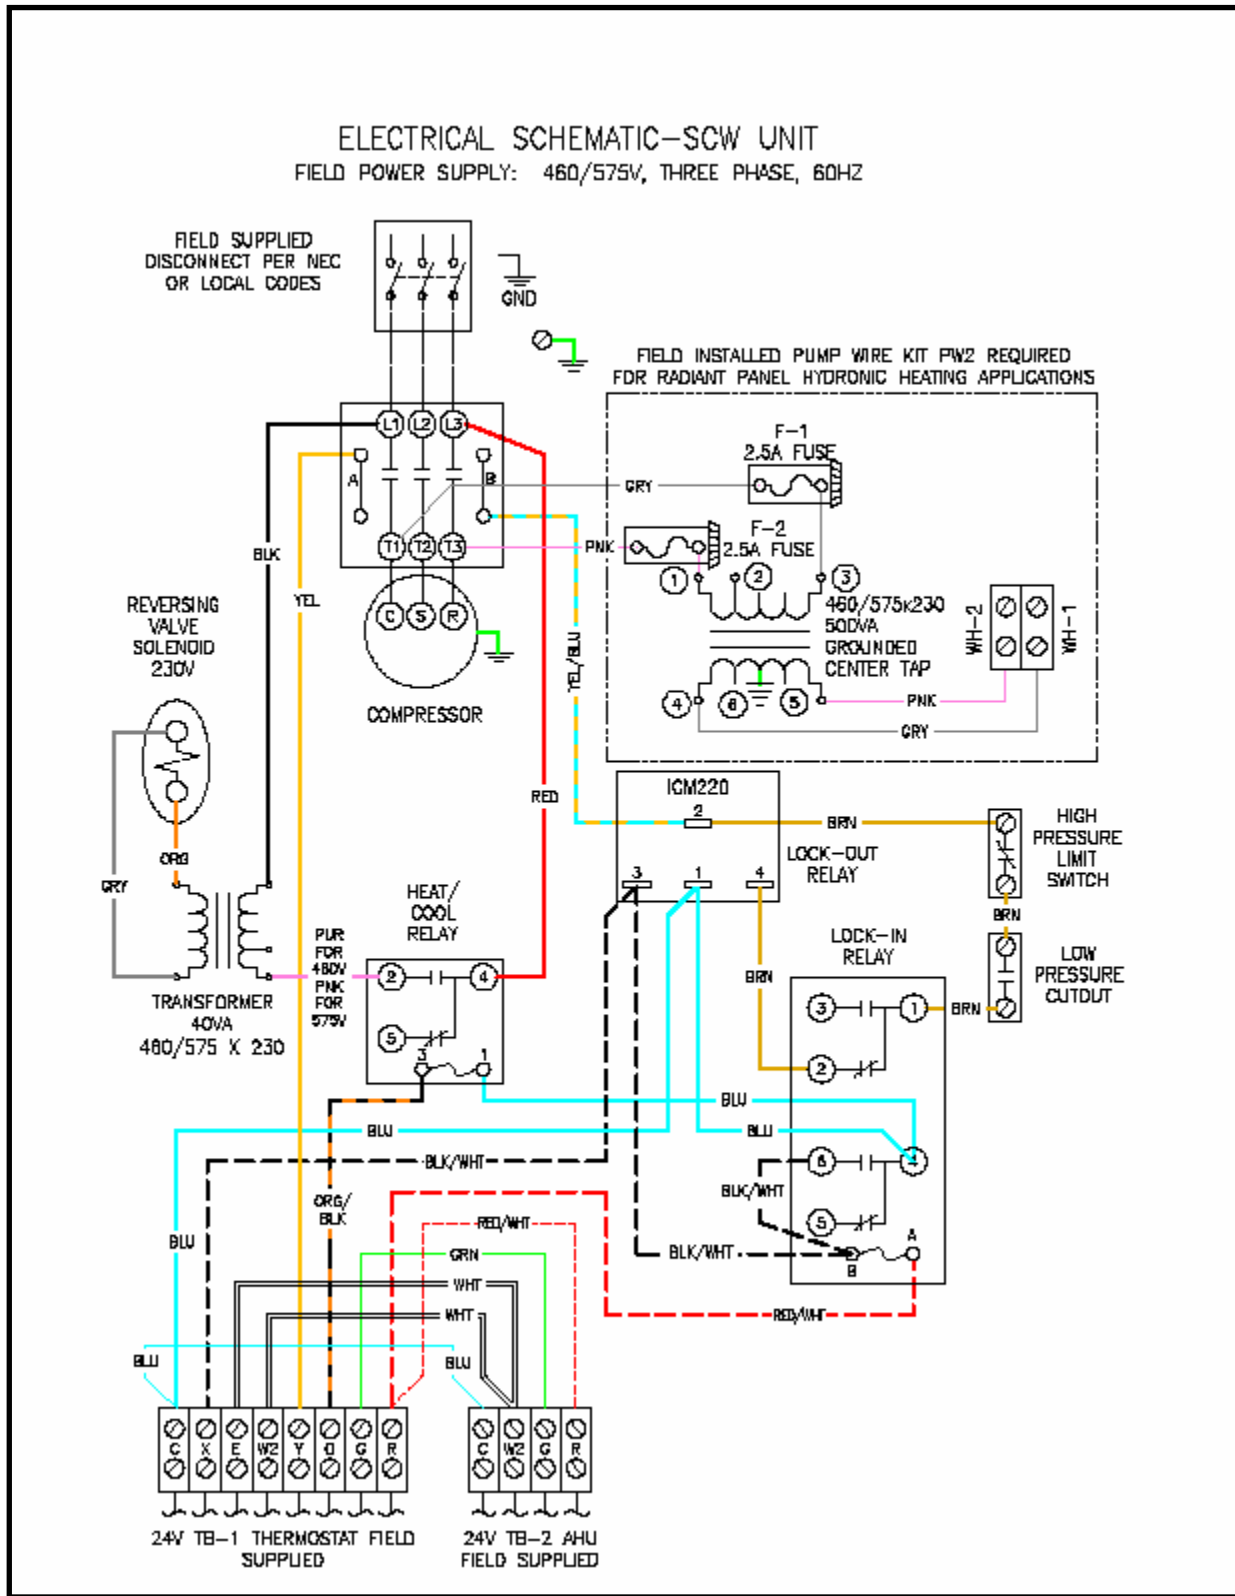 ELECTRICAL SCHEMATIC-SCW UNIT
FIELD POWER SUPPLY: 460/575V, THREE PHASE, 60HZ
FIELD SUPPLIED
DISCONNECT PER NEC
OR LOCAL CODES
GND
FIELD INSTALLED PUMP WIRE KIT PW2 REQUIRED
FOR RADIANT PANEL HYDRONIC HEATING APPLICATIONS
L1 L2 L3
A
B
T1 T2 T3
C S R
COMPRESSOR
F-1
2.5A FUSE
GRY
PNK
F-2
2.5A FUSE
1 2 3
460/575x230
500VA
GROUNDED
CENTER TAP
4 6 5
WH-2
WH-1
PNK
GRY
BLK
YEL
YEL/BLU
RED
REVERSING
VALVE
SOLENOID
230V
ORG
GRY
TRANSFORMER
40VA
460/575 X 230
PUR
FOR
460V
PNK
FOR
575V
HEAT/
COOL
RELAY
2 4
5
3 1
ICM220
2
3 1 4
LOCK-OUT
RELAY
BRN
HIGH
PRESSURE
LIMIT
SWITCH
BRN
LOW
PRESSURE
CUTOUT
BRN
LOCK-IN
RELAY
BRN
3 1
2
6 4
5
A
B
BLU
BLU
BLU
BLK/WHT
BLK/WHT
BLK/WHT
ORG/
BLK
BLU
RED/WHT
GRN
WHT
WHT
RED/WHT
BLU
BLU
C X E W2 Y O G R
C W2 G R
24V TB-1 THERMOSTAT FIELD
SUPPLIED
24V TB-2 AHU
FIELD SUPPLIED